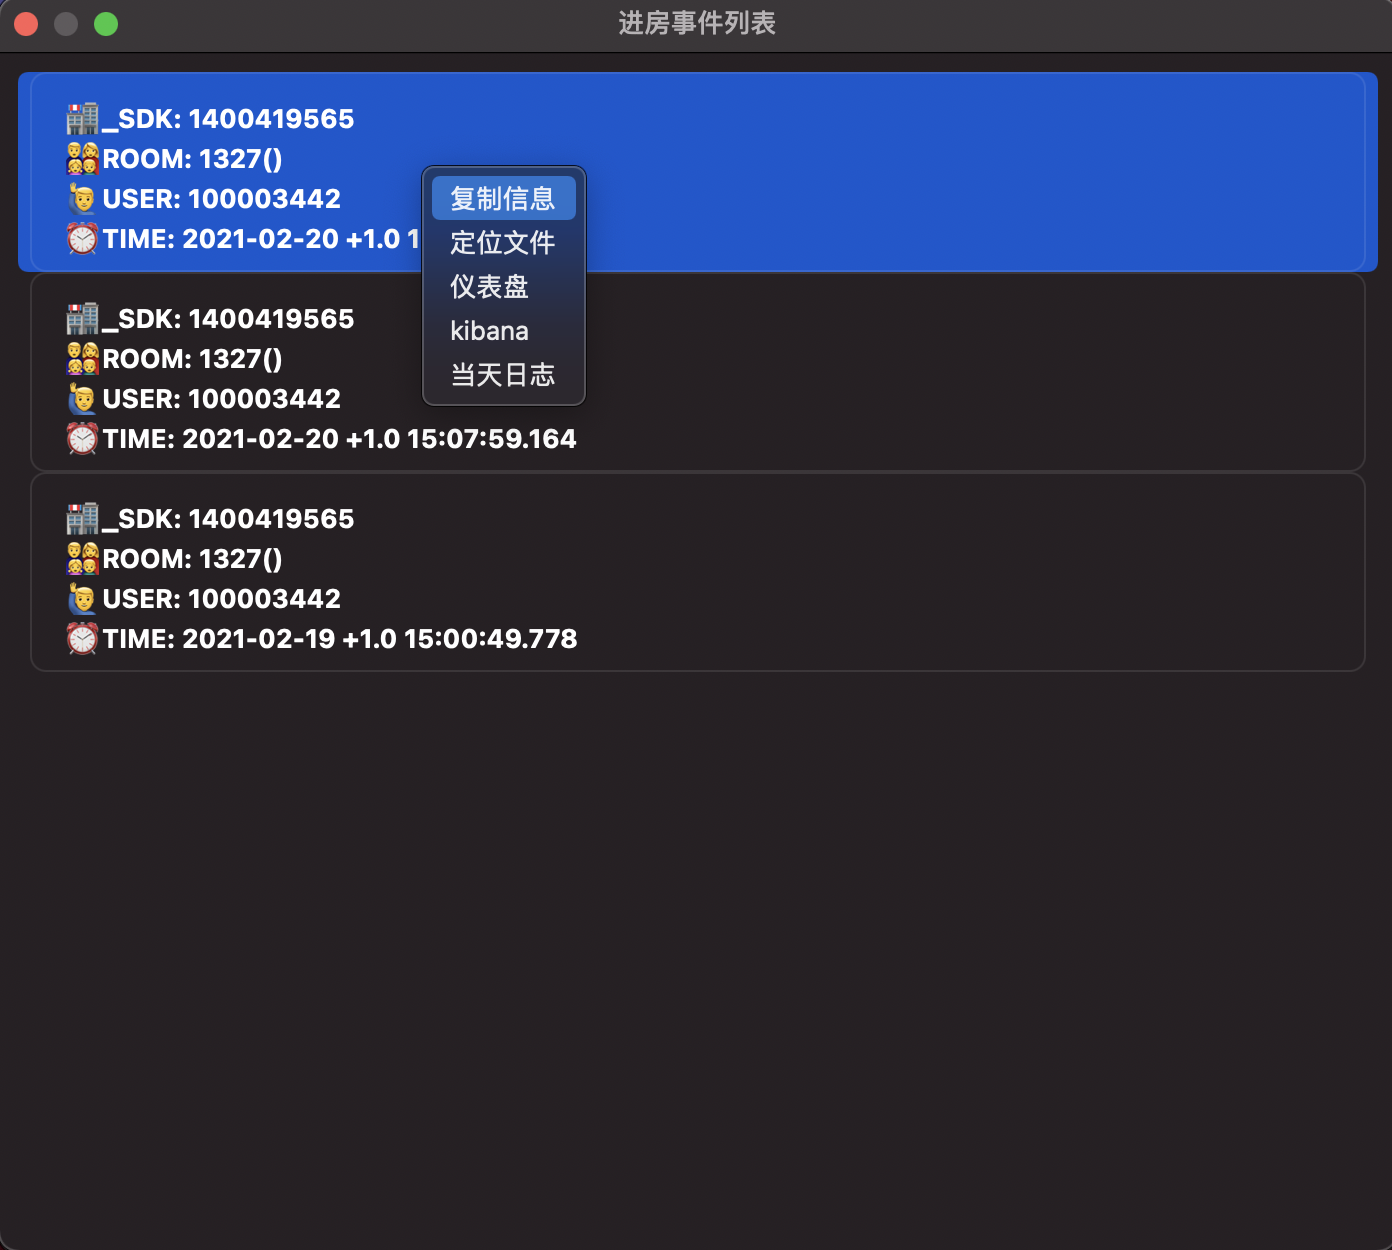 进房事件列表
🏬_SDK: 1400419565
👨‍👩‍👧‍👦ROOM: 1327()
🙋‍♂️USER: 100003442
⏰TIME: 2021-02-20 +1.0 1
复制信息
定位文件
仪表盘
kibana
当天日志
🏬_SDK: 1400419565
👨‍👩‍👧‍👦ROOM: 1327()
🙋‍♂️USER: 100003442
⏰TIME: 2021-02-20 +1.0 15:07:59.164
🏬_SDK: 1400419565
👨‍👩‍👧‍👦ROOM: 1327()
🙋‍♂️USER: 100003442
⏰TIME: 2021-02-19 +1.0 15:00:49.778